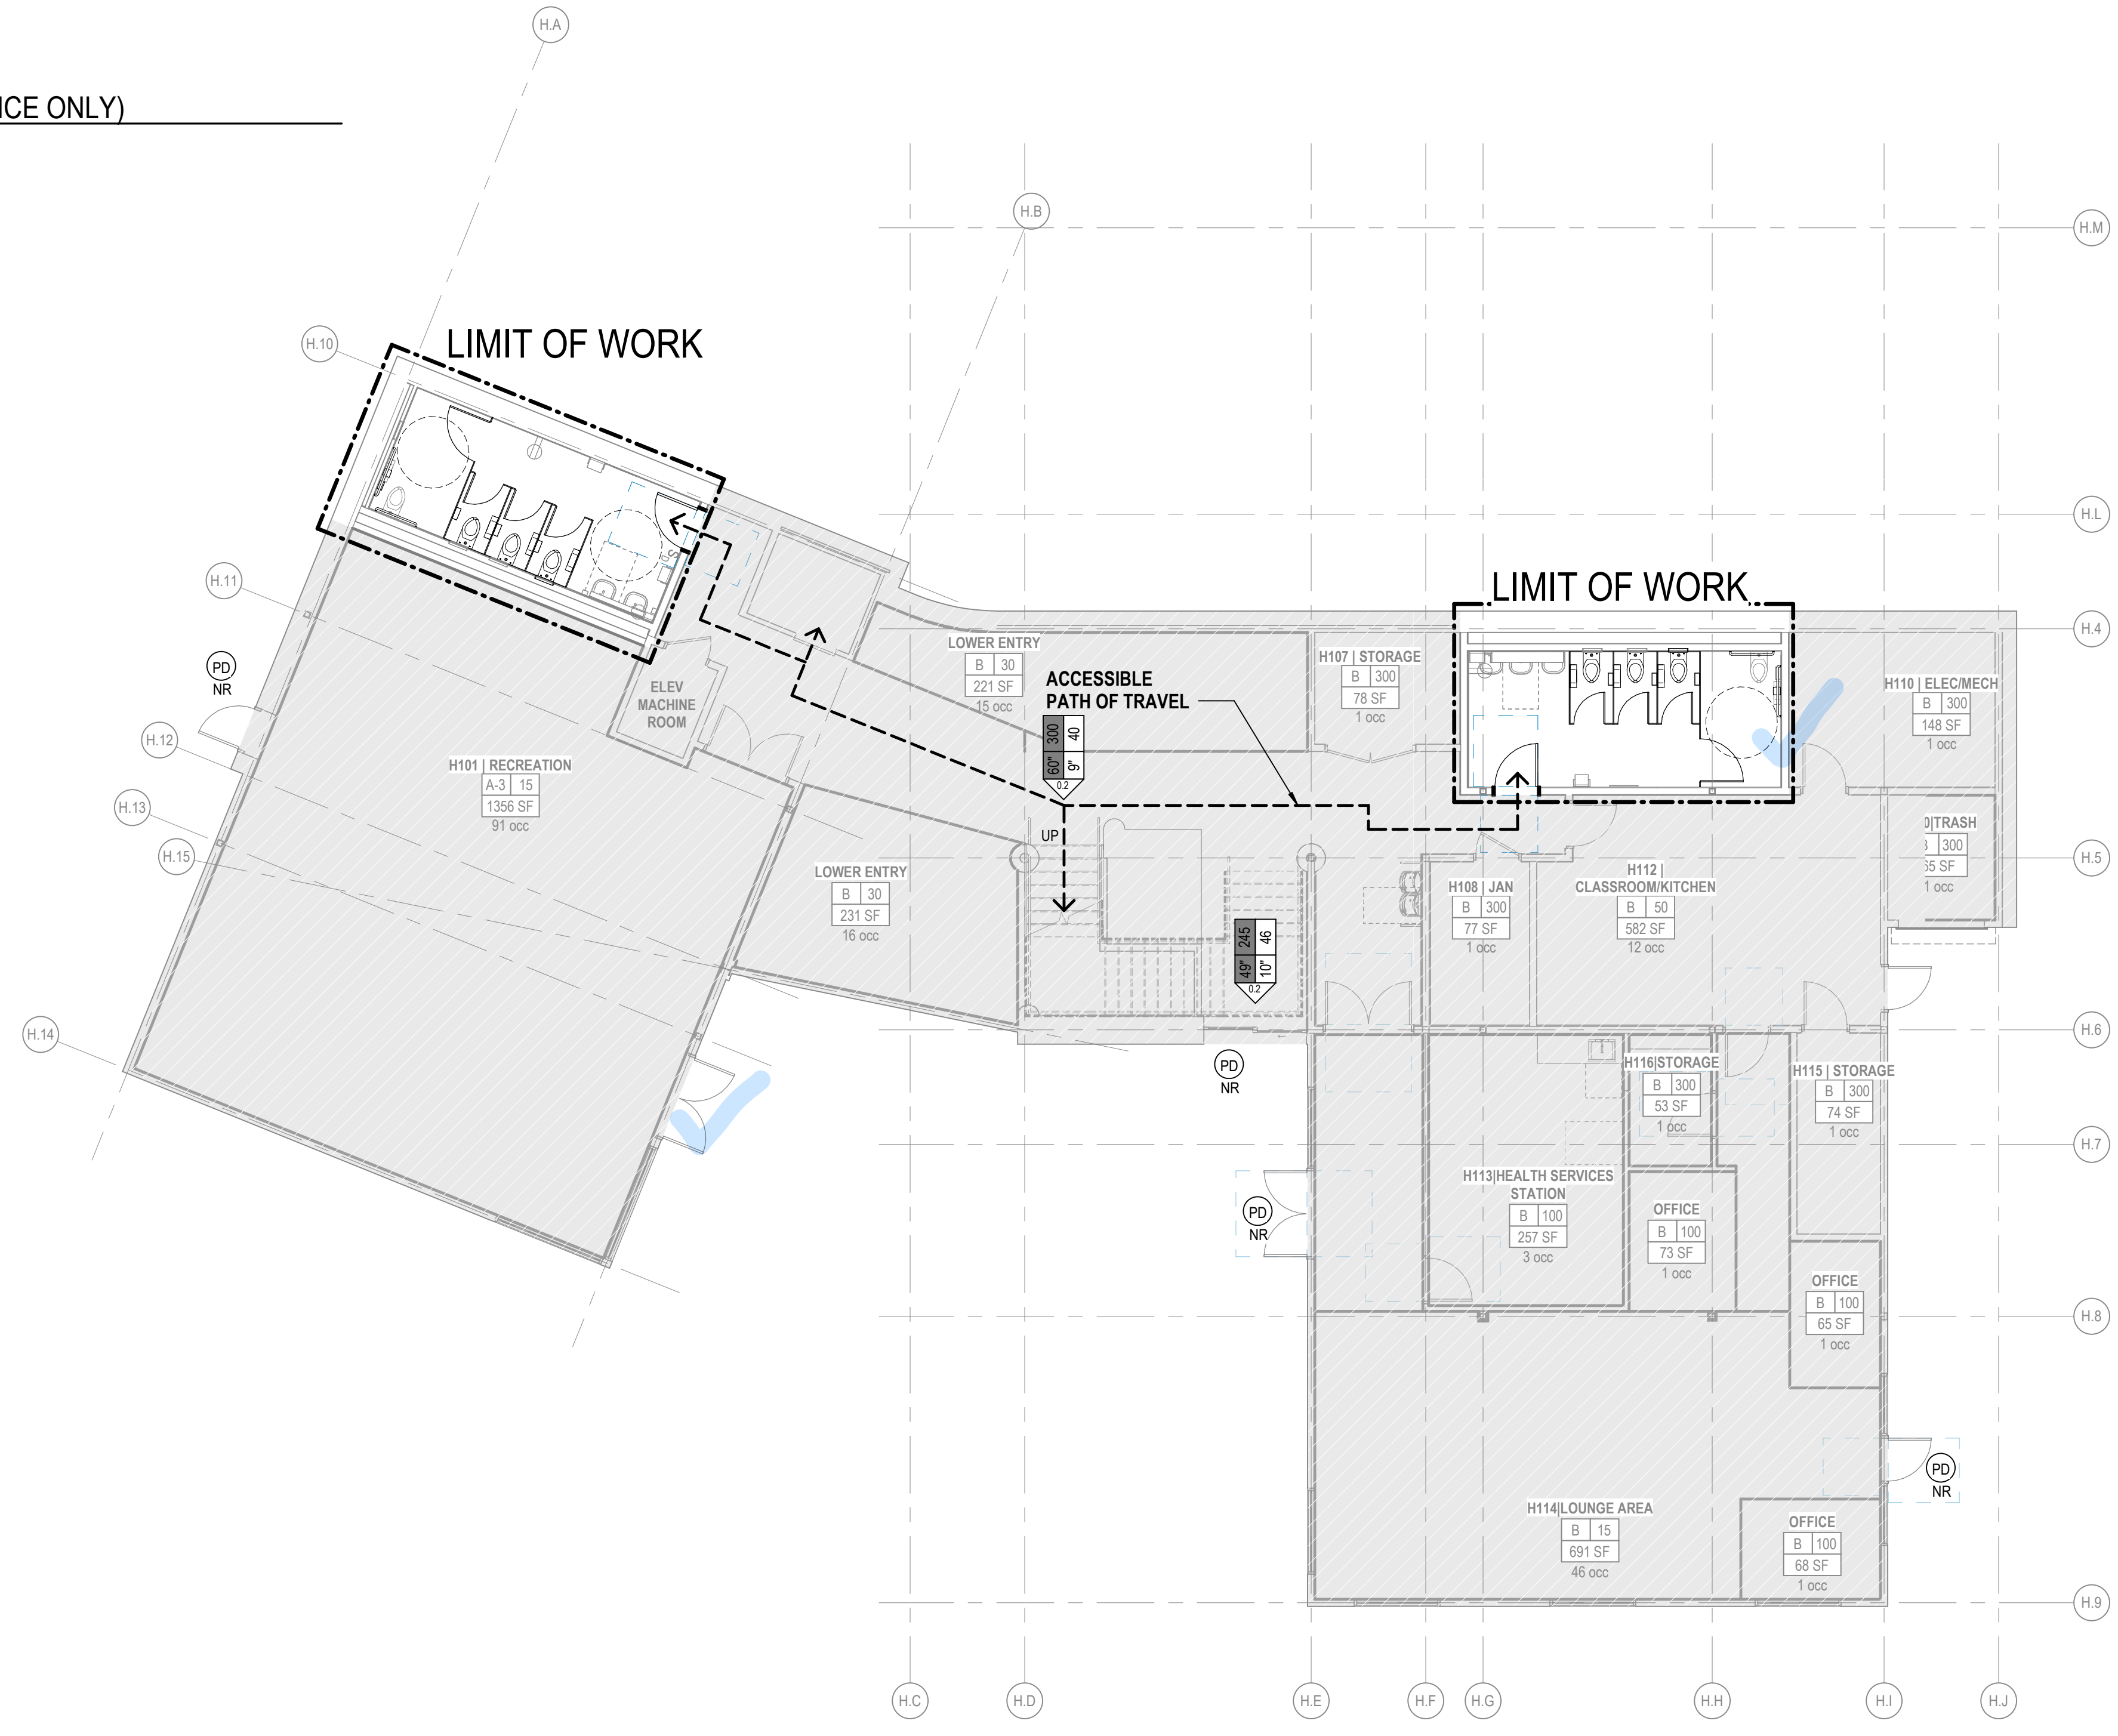 H.A
ICE ONLY)
H.B
H.M
H.10
LIMIT OF WORK
H.L
H.11
LIMIT OF WORK
H.4
LOWER ENTRY
B 30
221 SF
15 occ
H107 | STORAGE
B 300
78 SF
1 occ
ACCESSIBLE
PATH OF TRAVEL
H110 | ELEC/MECH
B 300
148 SF
1 occ
PD
NR
ELEV
MACHINE
ROOM
S
60" 300
9" 40
0.2
H.12
H101 | RECREATION
A-3 15
1356 SF
91 occ
H.13
H.15
UP
0|TRASH
300
65 SF
1 occ
H.5
LOWER ENTRY
B 30
231 SF
16 occ
H108 | JAN
B 300
77 SF
1 occ
H112 |
CLASSROOM/KITCHEN
B 50
582 SF
12 occ
49" 245
10" 46
0.2
H.14
H.6
PD
NR
H116|STORAGE
B 300
53 SF
1 occ
H115 | STORAGE
B 300
74 SF
1 occ
H.7
H113|HEALTH SERVICES
STATION
B 100
257 SF
3 occ
PD
NR
OFFICE
B 100
73 SF
1 occ
OFFICE
B 100
65 SF
1 occ
H.8
PD
NR
H114|LOUNGE AREA
B 15
691 SF
46 occ
OFFICE
B 100
68 SF
1 occ
H.9
H.C
H.D
H.E
H.F
H.G
H.H
H.I
H.J